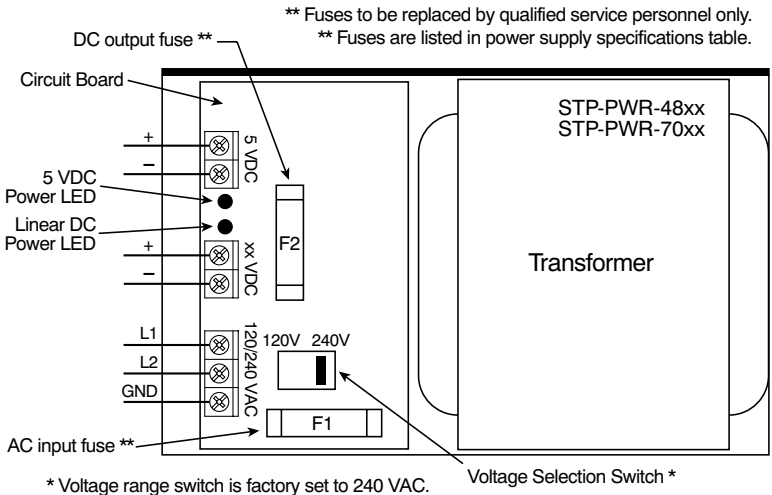 ** Fuses to be replaced by qualified service personnel only.
** Fuses are listed in power supply specifications table.
DC output fuse **
Circuit Board
STP-PWR-48xx
STP-PWR-70xx
+
–
5 VDC
5 VDC
Power LED
Linear DC
Power LED
+
–
xx VDC
F2
Transformer
L1
L2
GND
120/240 VAC
120V 240V
F1
AC input fuse **
Voltage Selection Switch *
* Voltage range switch is factory set to 240 VAC.